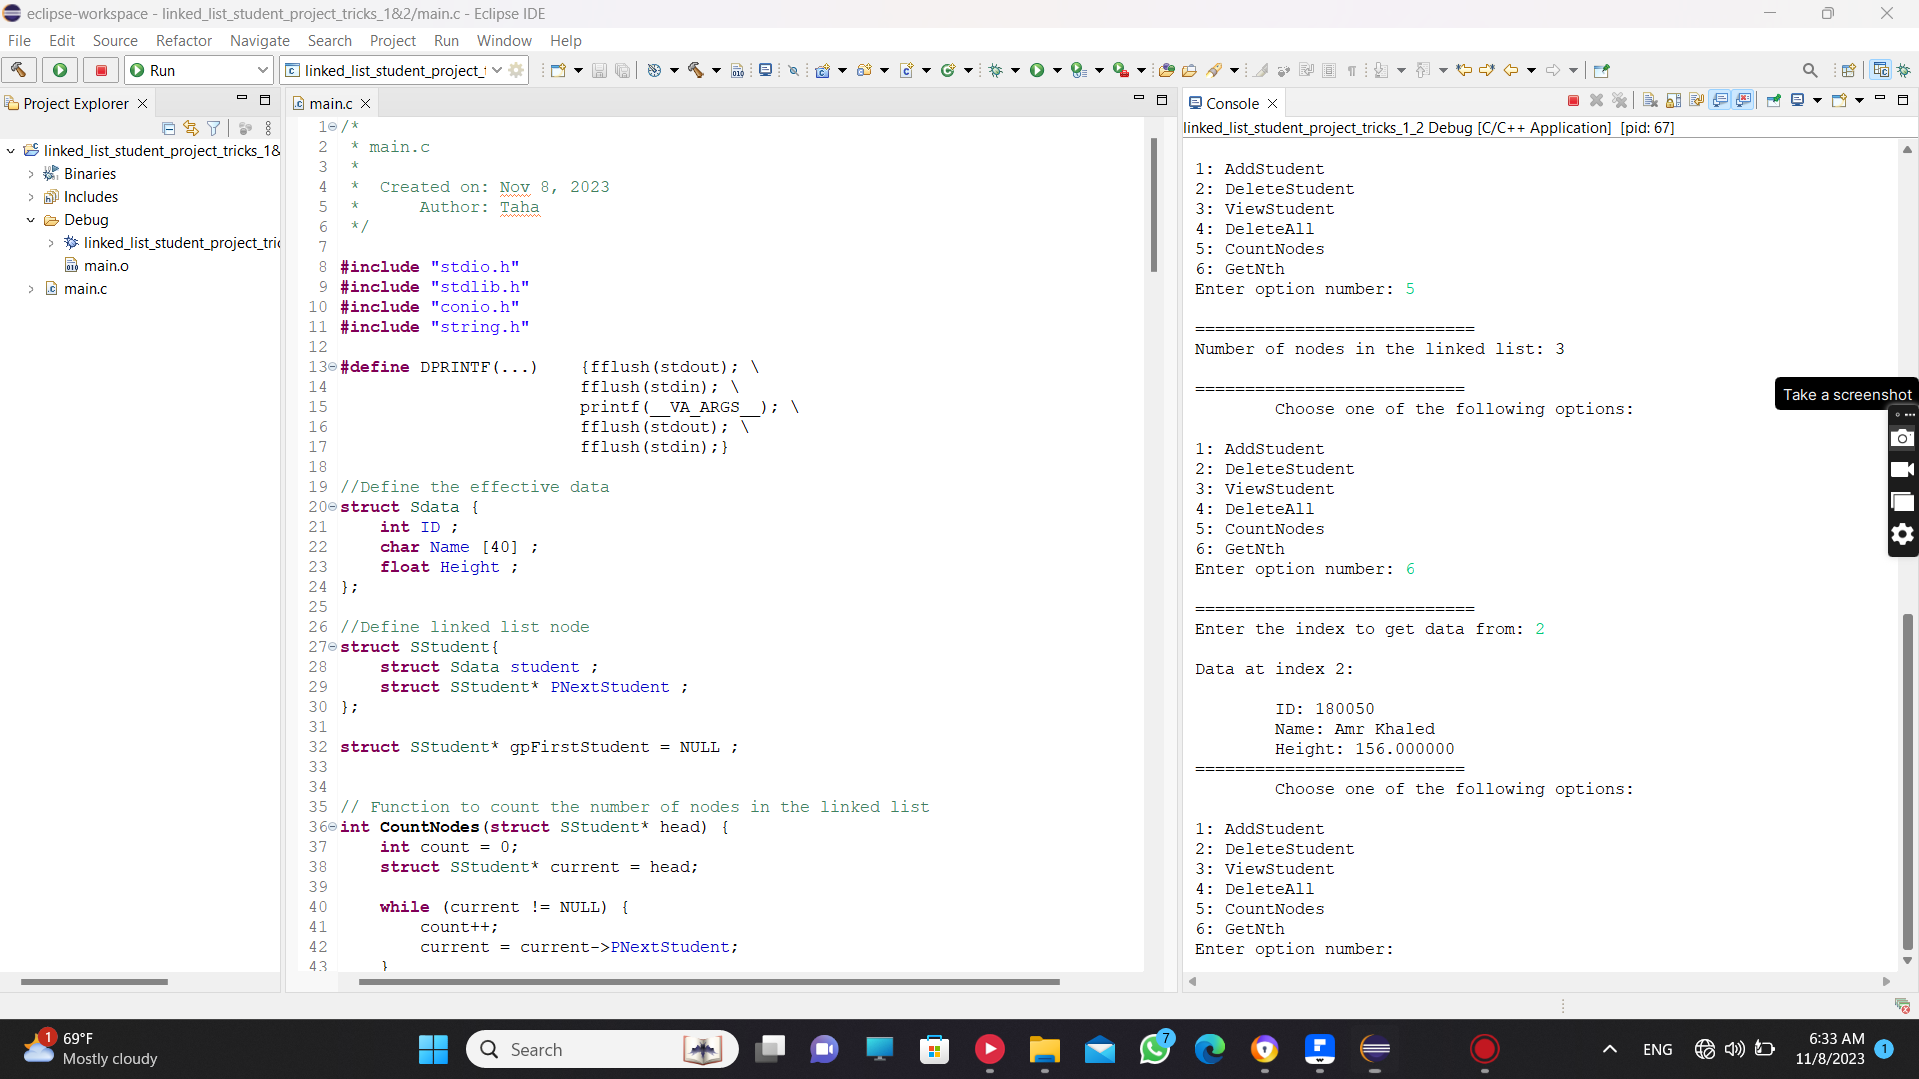 eclipse-workspace - linked_list_student_project_tricks_1&2/main.c - Eclipse IDE
File Edit Source Refactor Navigate Search Project Run Window Help
Run
linked_list_student_project_t
Project Explorer
linked_list_student_project_tricks_1&
Binaries
Includes
Debug
linked_list_student_project_tric
main.o
main.c
main.c
1 /*
2  * main.c
3  *
4  *  Created on: Nov 8, 2023
5  *      Author: Taha
6  */
7
8 #include "stdio.h"
9 #include "stdlib.h"
10 #include "conio.h"
11 #include "string.h"
12
13 #define DPRINTF(...)    {fflush(stdout); \
14                         fflush(stdin); \
15                         printf(__VA_ARGS__); \
16                         fflush(stdout); \
17                         fflush(stdin);}
18
19 //Define the effective data
20 struct Sdata {
21     int ID ;
22     char Name [40] ;
23     float Height ;
24 };
25
26 //Define linked list node
27 struct SStudent{
28     struct Sdata student ;
29     struct SStudent* PNextStudent ;
30 };
31
32 struct SStudent* gpFirstStudent = NULL ;
33
34
35 // Function to count the number of nodes in the linked list
36 int CountNodes(struct SStudent* head) {
37     int count = 0;
38     struct SStudent* current = head;
39
40     while (current != NULL) {
41         count++;
42         current = current->PNextStudent;
43     }
Console
linked_list_student_project_tricks_1_2 Debug [C/C++ Application] [pid: 67]
1: AddStudent
2: DeleteStudent
3: ViewStudent
4: DeleteAll
5: CountNodes
6: GetNth
Enter option number: 5
============================
Number of nodes in the linked list: 3
===========================
Choose one of the following options:
1: AddStudent
2: DeleteStudent
3: ViewStudent
4: DeleteAll
5: CountNodes
6: GetNth
Enter option number: 6
============================
Enter the index to get data from: 2
Data at index 2:
ID: 180050
Name: Amr Khaled
Height: 156.000000
===========================
Choose one of the following options:
1: AddStudent
2: DeleteStudent
3: ViewStudent
4: DeleteAll
5: CountNodes
6: GetNth
Enter option number:
Take a screenshot
1
69°F
Mostly cloudy
Search
7
ENG
6:33 AM
11/8/2023
1